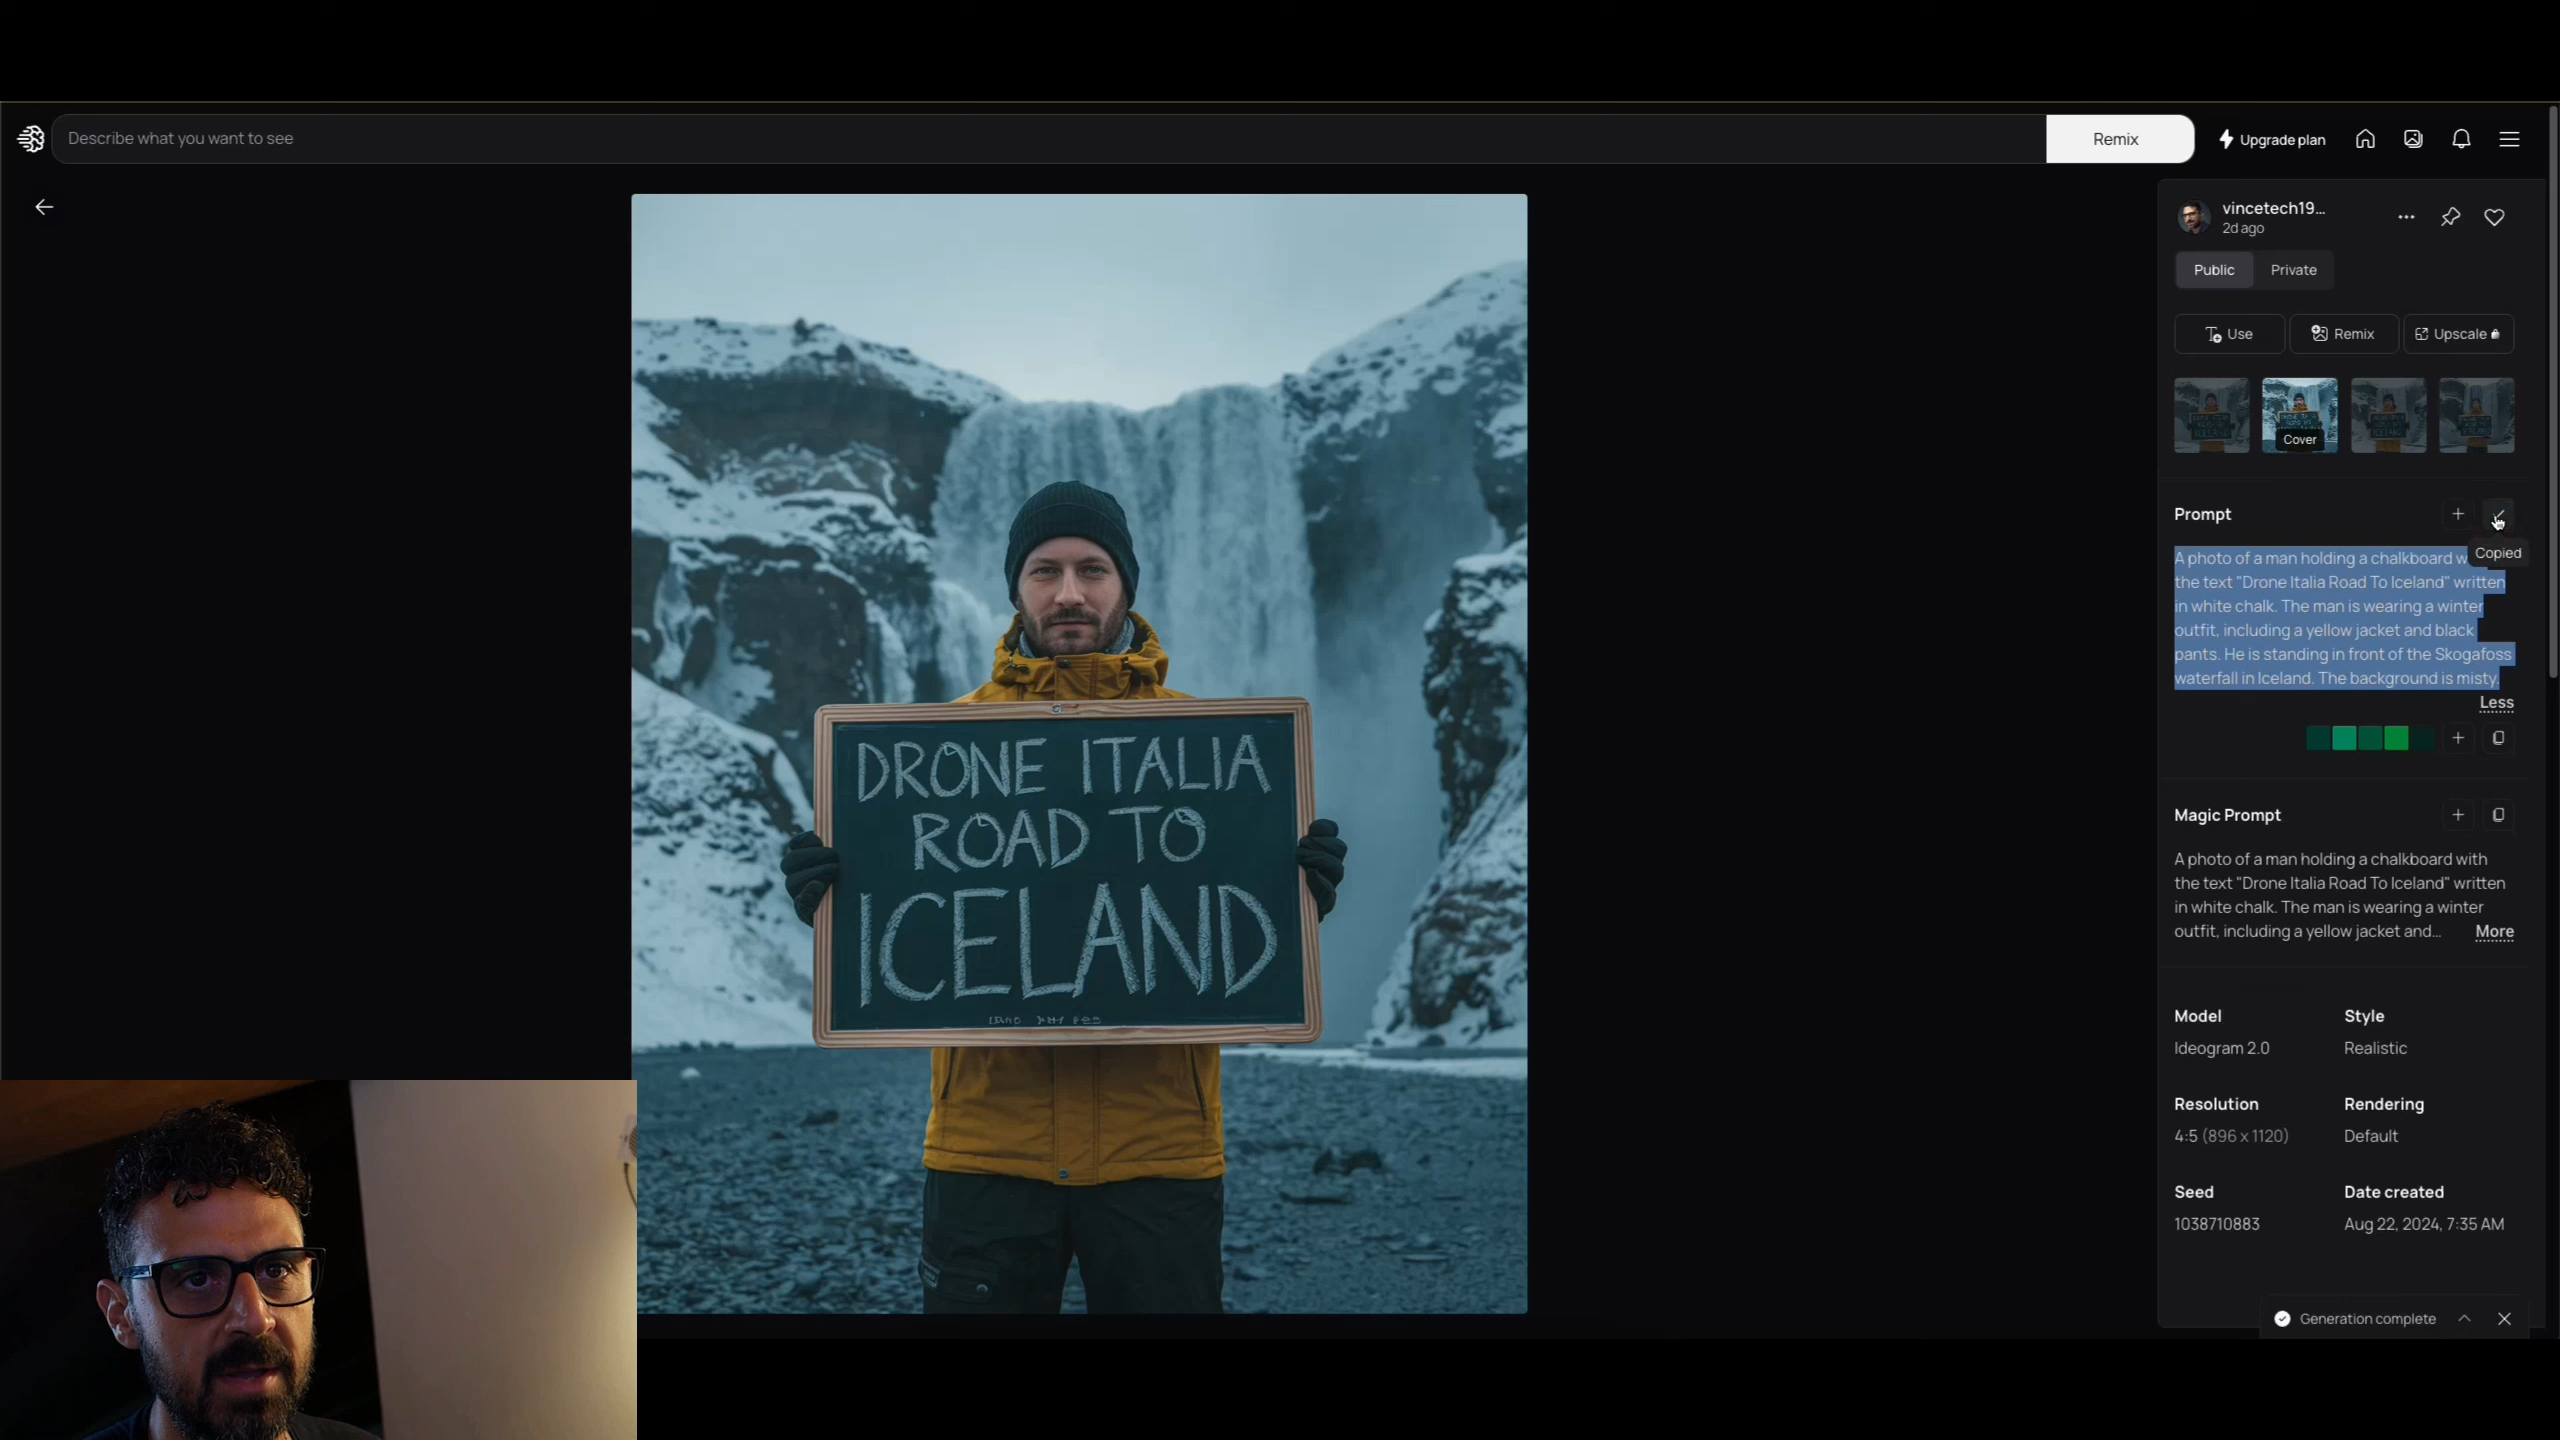 Describe what you want to see
Remix
Upgrade plan
vincetech19...
2d ago
Public
Private
Use
Remix
Upscale
Cover
Prompt
Copied
A photo of a man holding a chalkboard
the text "Drone Italia Road To Iceland" written
in white chalk. The man is wearing a winter
outfit, including a yellow jacket and black
pants. He is standing in front of the Skogafoss
waterfall in Iceland. The background is misty.
Less
Magic Prompt
A photo of a man holding a chalkboard with
the text "Drone Italia Road To Iceland" written
in white chalk. The man is wearing a winter
outfit, including a yellow jacket and...
More
Model
Style
Ideogram 2.0
Realistic
Resolution
Rendering
4:5 (896 x 1120)
Default
Seed
Date created
1038710883
Aug 22, 2024, 7:35 AM
Generation complete
DRONE ITALIA
ROAD TO
ICELAND